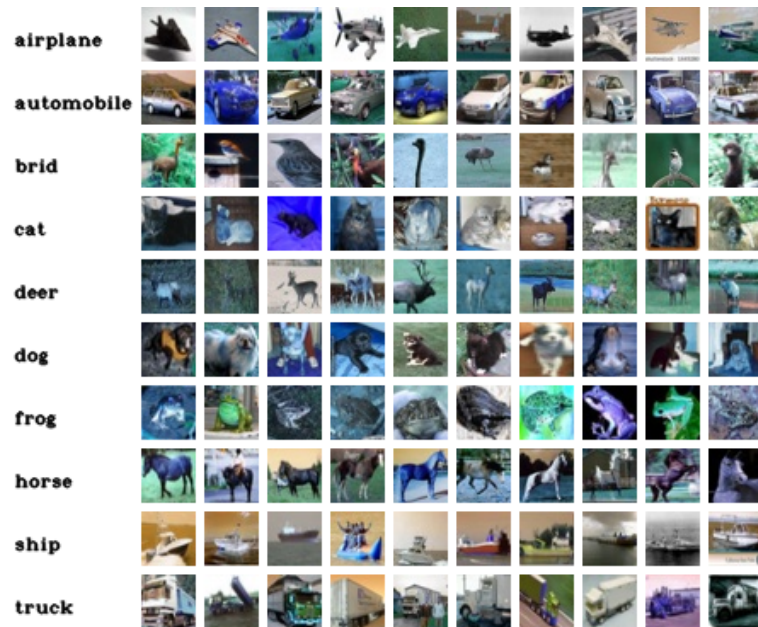 airplane
automobile
brid
cat
deer
dog
frog
horse
ship
truck